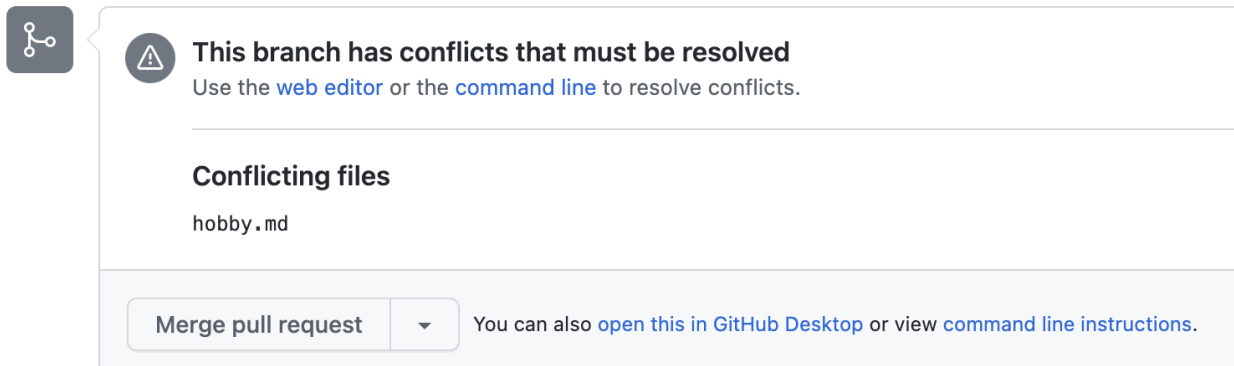 This branch has conflicts that must be resolved
Use the web editor or the command line to resolve conflicts.
Conflicting files
hobby.md
Merge pull request
You can also open this in GitHub Desktop or view command line instructions.